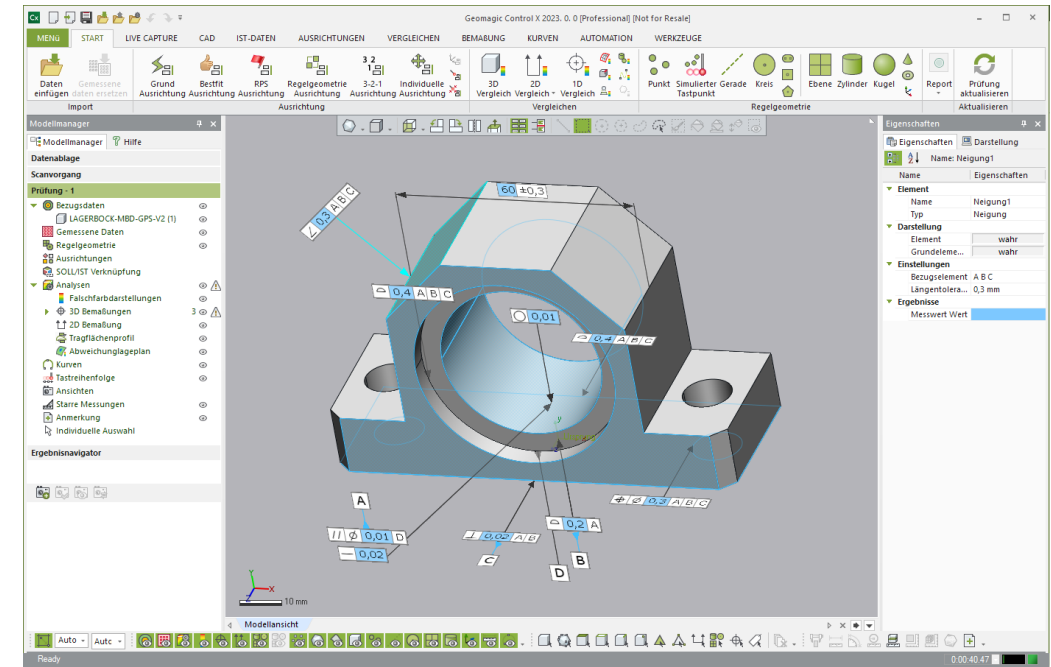 Cx Geomagic Control X 2023. 0. 0 [Professional] [Not for Resale]
MENü START LIVE CAPTURE CAD IST-DATEN AUSRICHTUNGEN VERGLEICHEN BEMAßUNG KURVEN AUTOMATION WERKZEUGE
Daten einfügen
Gemessene daten ersetzen
Grund Ausrichtung
Bestfit Ausrichtung
RPS Ausrichtung
Regelgeometrie Ausrichtung
3-2-1 Ausrichtung
Individuelle Ausrichtung
3D Vergleich
2D Vergleich
1D Vergleich
Punkt
Simulierter Tastpunkt
Gerade
Kreis
Ebene
Zylinder
Kugel
Report
Prüfung aktualisieren
Import Ausrichtung Vergleichen Regelgeometrie Aktualisieren
Modellmanager
Modellmanager Hilfe
Datenablage
Scanvorgang
Prüfung - 1
Bezugsdaten
LAGERBOCK-MBD-GPS-V2 (1)
Gemessene Daten
Regelgeometrie
Ausrichtungen
SOLL/IST Verknüpfung
Analysen
Falschfarbdarstellungen
3D Bemaßungen 3
2D Bemaßung
Tragflächenprofil
Abweichunglageplan
Kurven
Tastreihenfolge
Ansichten
Starre Messungen
Anmerkung
Individuelle Auswahl
Ergebnisnavigator
60 ±0,3
0,3 A B C
0,4 A B C
0,01
0,4 A B C
0,3 A B C
A
// ø 0,01 D
0,02
0,02 A B
C
0,2 A
B
D
Y
X
Z
10 mm
Modellansicht
Eigenschaften
Eigenschaften Darstellung
Name: Neigung1
Name Eigenschaften
Element
Name Neigung1
Typ Neigung
Darstellung
Element wahr
Grundeleme... wahr
Einstellungen
Bezugselement A B C
Längentolera... 0,3 mm
Ergebnisse
Messwert Wert
Auto Autc
Ready 0:00:40.47